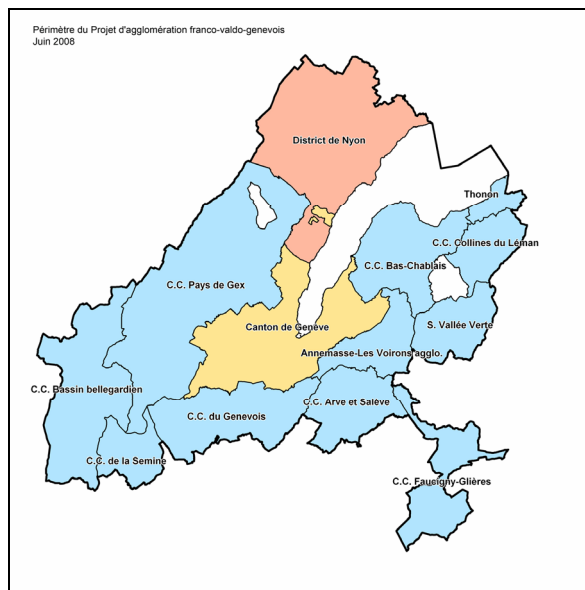 Périmètre du Projet d'agglomération franco-valdo-genevois
Juin 2008
District de Nyon
Thonon
C.C. Collines du Léman
C.C. Bas-Chablais
C.C. Pays de Gex
S. Vallée Verte
Canton de Genève
Annemasse-Les Voirons agglo.
C.C. Bassin bellegardien
C.C. Arve et Salève
C.C. du Genevois
C.C. de la Semine
C.C. Faucigny-Glières